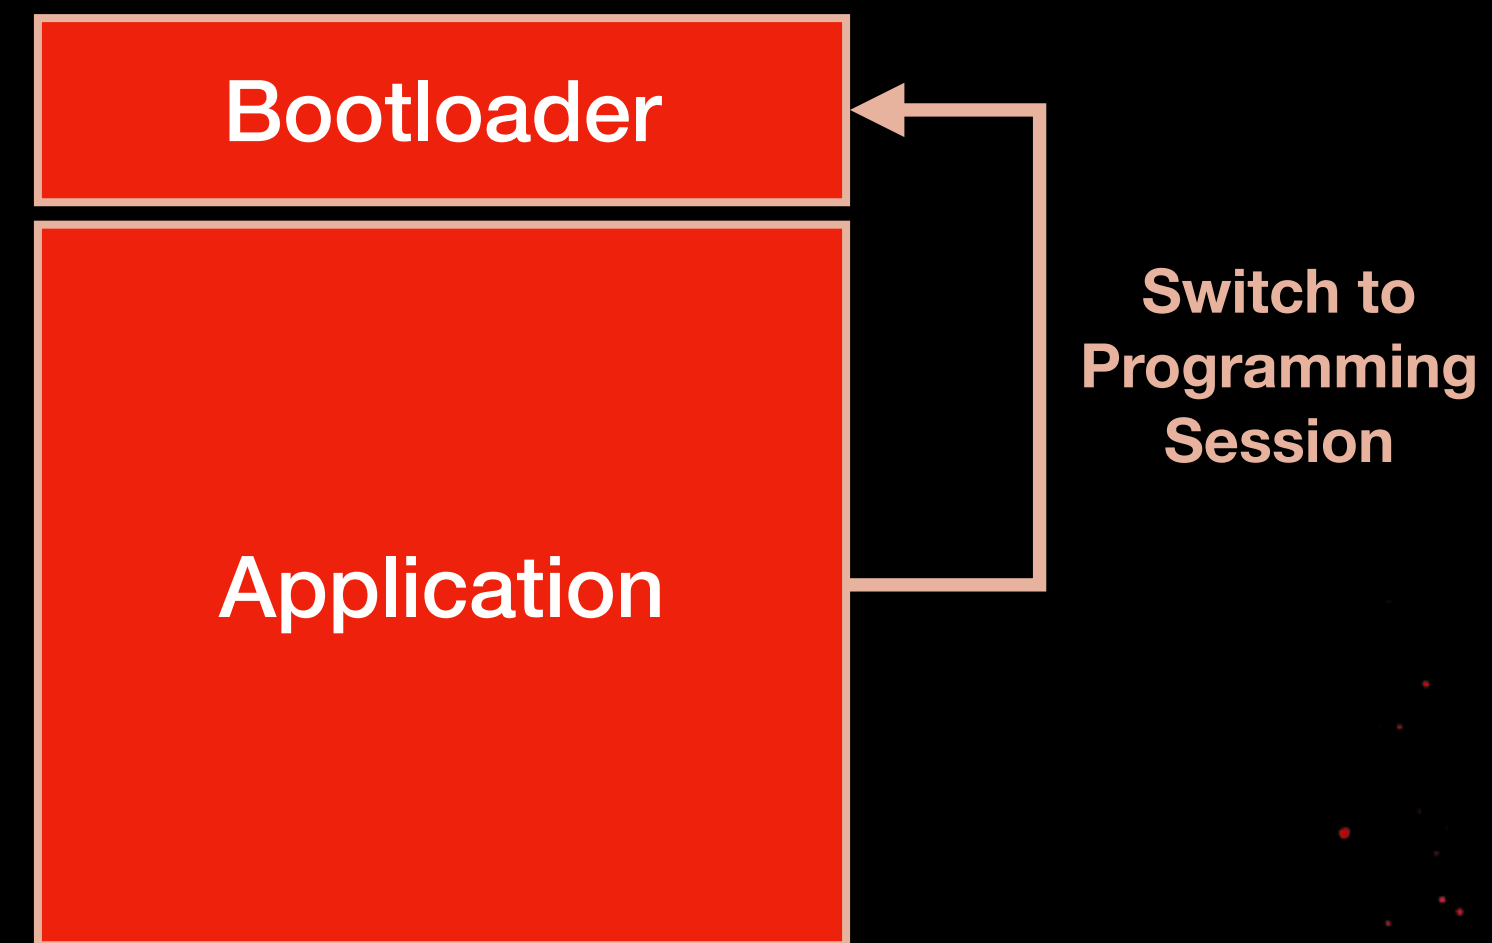 Bootloader
Switch to
Programming
Session
Application